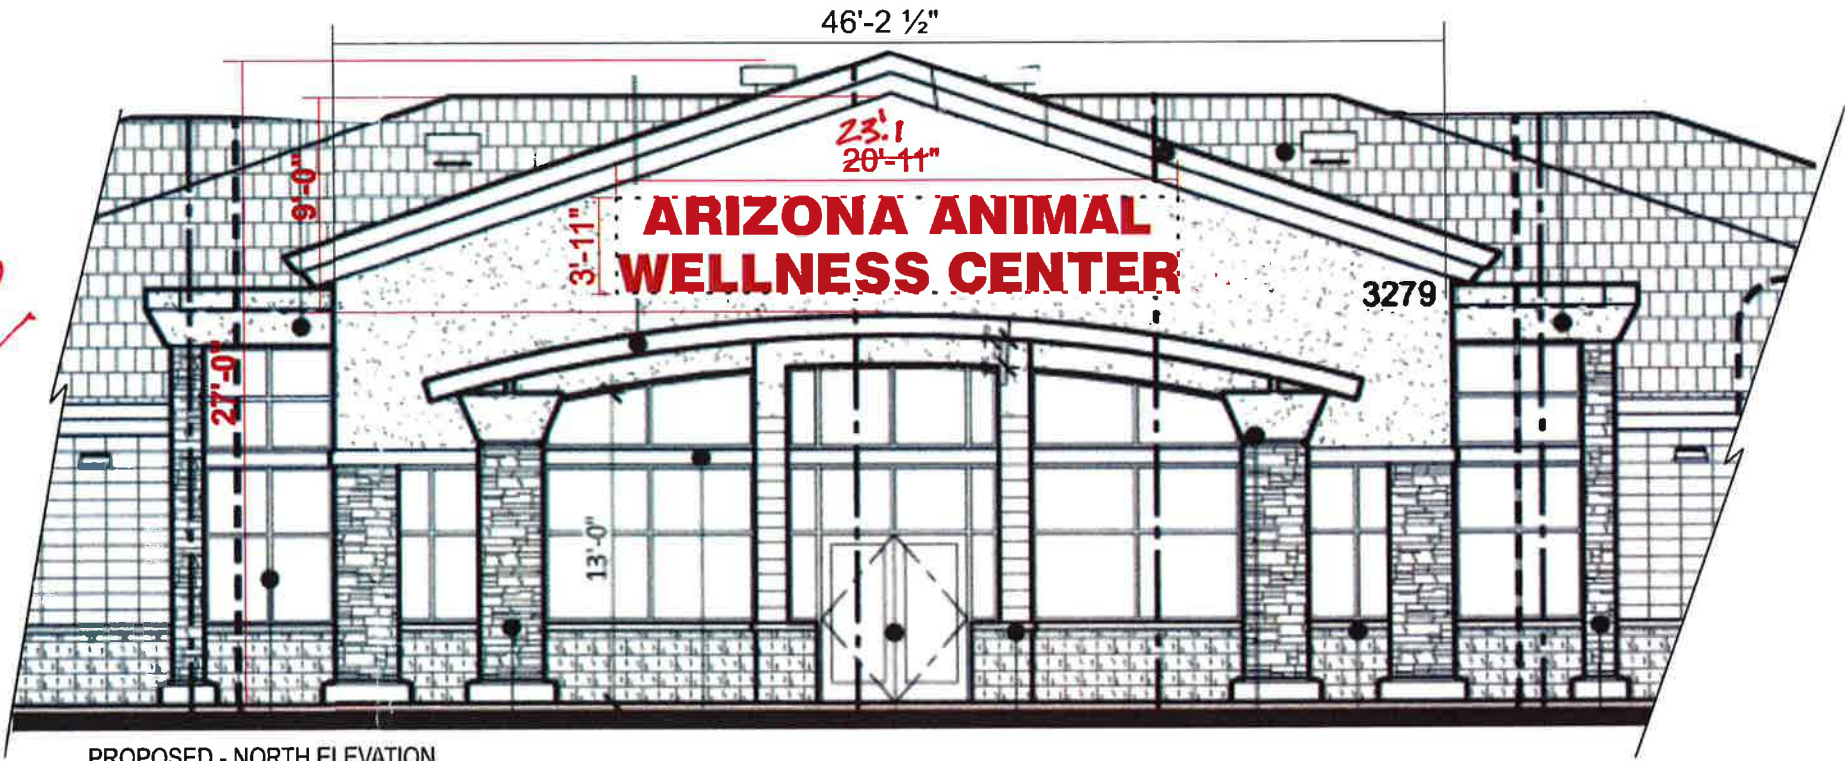 46'-2 ½"
23'.1
20'-11"
9'-0"
ARIZONA ANIMAL
WELLNESS CENTER
3'-11"
3279
27'-0"
13'-0"
PROPOSED - NORTH ELEVATION